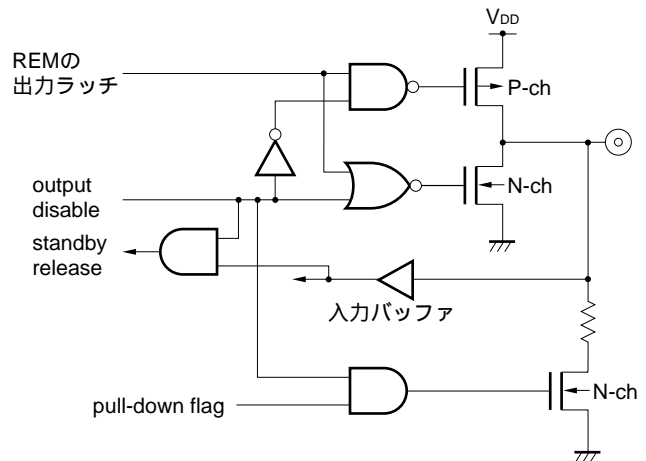 VDD
REMの
出力ラッチ
P-ch
output
disable
N-ch
standby
release
入力バッファ
pull-down flag
N-ch